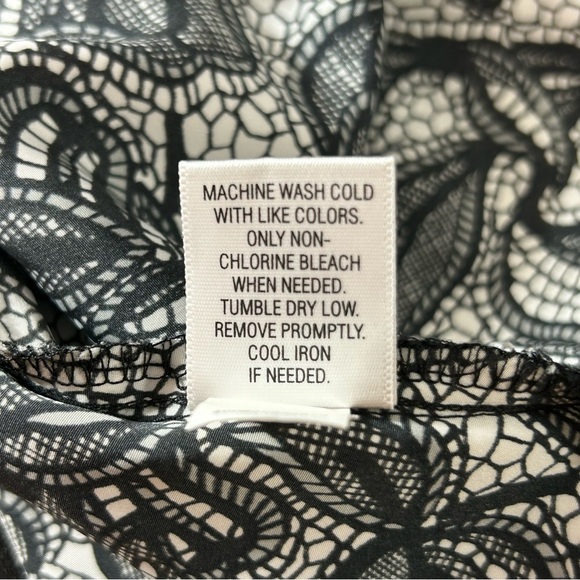 MACHINE WASH COLD
WITH LIKE COLORS.
ONLY NON-
CHLORINE BLEACH
WHEN NEEDED.
TUMBLE DRY LOW.
REMOVE PROMPTLY.
COOL IRON
IF NEEDED.